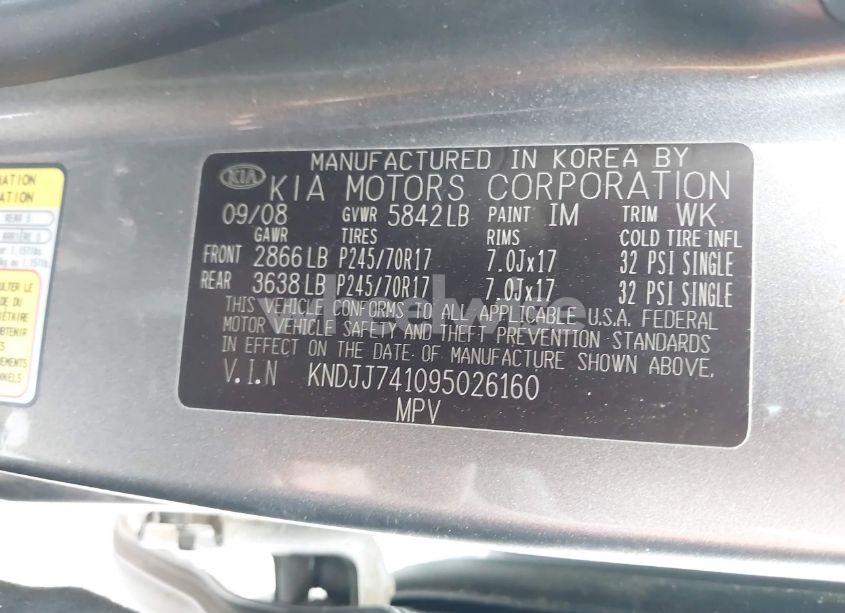 MANUFACTURED IN KOREA BY
KIA KIA MOTORS CORPORATION
09/08 GVWR 5842LB PAINT IM TRIM WK
GAWR TIRES RIMS COLD TIRE INFL
FRONT 2866LB P245/70R17 7.0Jx17 32 PSI SINGLE
REAR 3638LB P245/70R17 7.0Jx17 32 PSI SINGLE
THIS VEHICLE CONFORMS TO ALL APPLICABLE U.S.A. FEDERAL
MOTOR VEHICLE SAFETY AND THEFT PREVENTION STANDARDS
IN EFFECT ON THE DATE OF MANUFACTURE SHOWN ABOVE.
V.I.N KNDJJ741095026160
MPV
REAR
ULTER LE